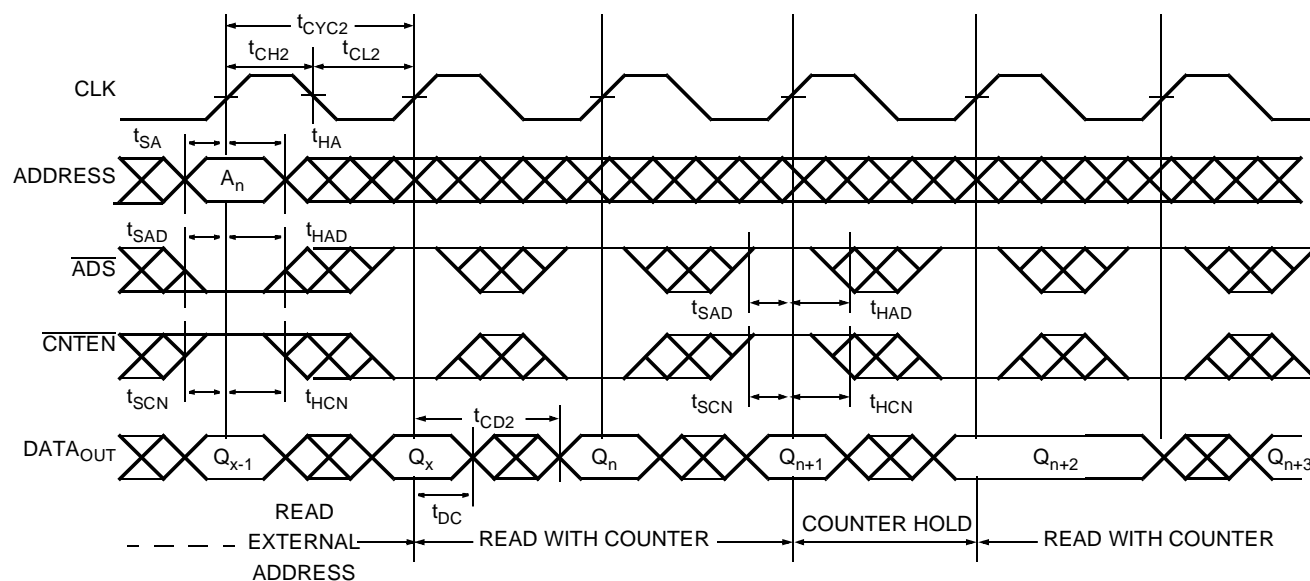 tCYC2
tCH2 tCL2
CLK
tSA tHA
ADDRESS An
tSAD tHAD
ADS
tSAD tHAD
CNTEN
tSCN tHCN tSCN tHCN
tCD2
DATAOUT Qx-1 Qx Qn Qn+1 Qn+2 Qn+3
tDC
READ
EXTERNAL
ADDRESS
READ WITH COUNTER
COUNTER HOLD
READ WITH COUNTER